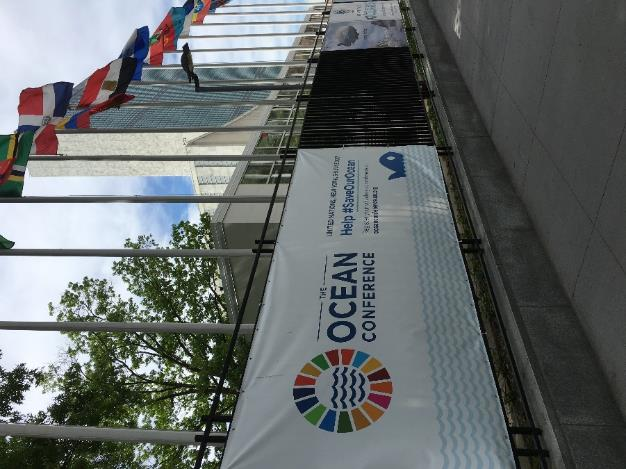 THE
OCEAN
CONFERENCE
UNITED NATIONS, NEW YORK, 5-9 JUNE 2017
Help #SaveOurOcean